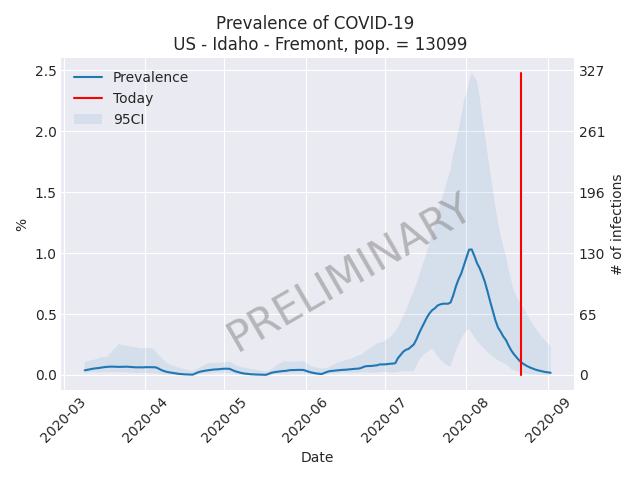 Prevalence of COVID-19
US - Idaho - Fremont, pop. = 13099
Prevalence
Today
95CI
2.5
2.0
1.5
1.0
0.5
0.0
%
327
261
196
130
65
0
# of infections
PRELIMINARY
2020-03
2020-04
2020-05
2020-06
2020-07
2020-08
2020-09
Date